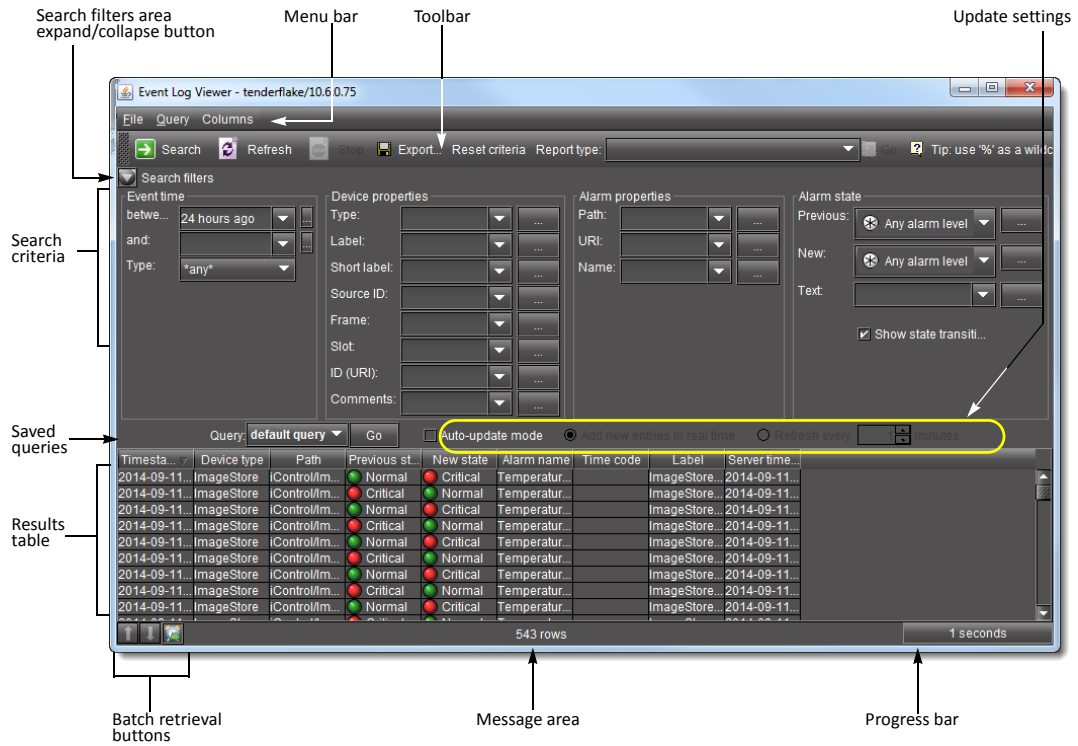 Search filters area
expand/collapse button
Menu bar
Toolbar
Update settings
Event Log Viewer - tenderflake/10.6.0.75
File Query Columns
Search Refresh Stop Export... Reset criteria Report type: Go Tip: use '%' as a wildc
Search filters
Event time
betwe... 24 hours ago ...
and: ...
Type: *any*
Device properties
Type: ...
Label: ...
Short label: ...
Source ID: ...
Frame: ...
Slot: ...
ID (URI): ...
Comments: ...
Alarm properties
Path: ...
URI: ...
Name: ...
Alarm state
Previous: Any alarm level ...
New: Any alarm level ...
Text: ...
Show state transiti...
Search
criteria
Saved
queries
Query: default query Go Auto-update mode Add new entries in real time Refresh every 1 minutes
Timesta... Device type Path Previous st... New state Alarm name Time code Label Server time...
2014-09-11... ImageStore iControl/Im... Normal Critical Temperatur... ImageStore... 2014-09-11...
2014-09-11... ImageStore iControl/Im... Critical Normal Temperatur... ImageStore... 2014-09-11...
2014-09-11... ImageStore iControl/Im... Normal Critical Temperatur... ImageStore... 2014-09-11...
2014-09-11... ImageStore iControl/Im... Critical Normal Temperatur... ImageStore... 2014-09-11...
2014-09-11... ImageStore iControl/Im... Normal Critical Temperatur... ImageStore... 2014-09-11...
2014-09-11... ImageStore iControl/Im... Critical Normal Temperatur... ImageStore... 2014-09-11...
2014-09-11... ImageStore iControl/Im... Normal Critical Temperatur... ImageStore... 2014-09-11...
2014-09-11... ImageStore iControl/Im... Critical Normal Temperatur... ImageStore... 2014-09-11...
2014-09-11... ImageStore iControl/Im... Normal Critical Temperatur... ImageStore... 2014-09-11...
Results
table
543 rows
1 seconds
Batch retrieval
buttons
Message area
Progress bar